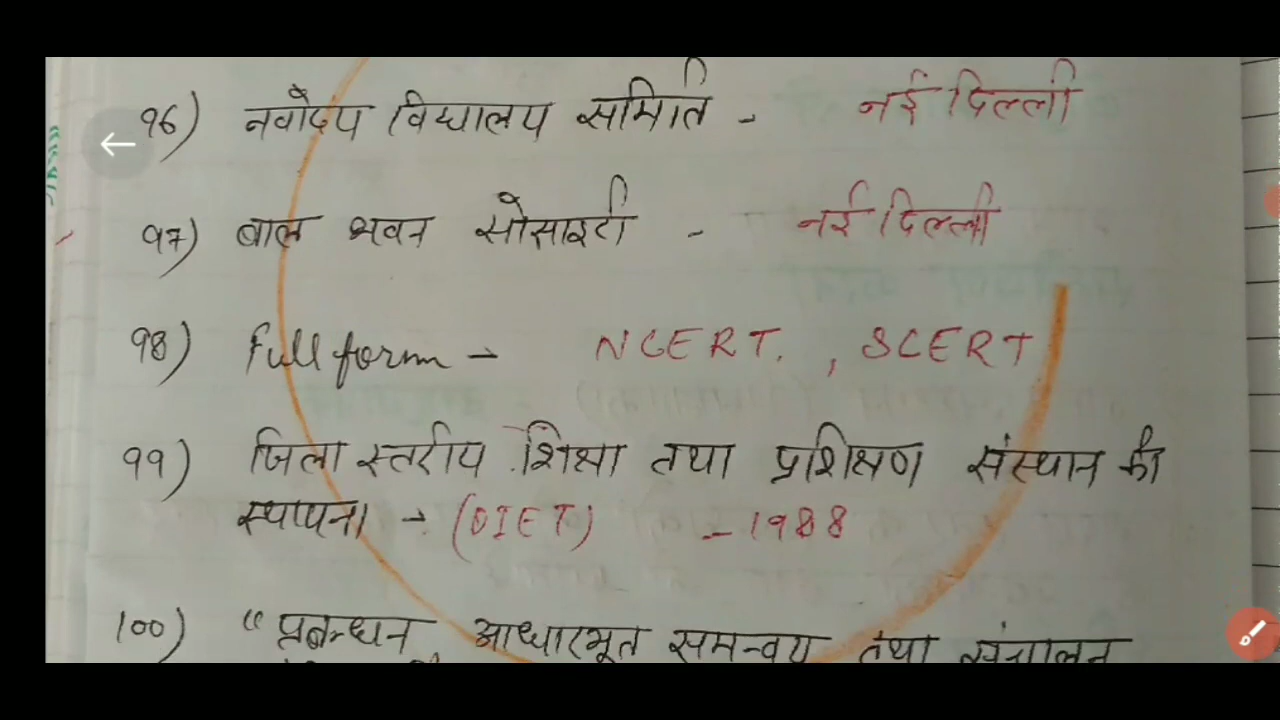 96) नवोदय विद्यालय समिति - नई दिल्ली
97) बाल भवन सोसाइटी - नई दिल्ली
98) Full form - NCERT. , SCERT
99) जिला स्तरीय शिक्षा तथा प्रशिक्षण संस्थान की
स्थापना - (DIET) - 1988
100) "प्रबन्धन आधारभूत समन्वय तथा संचालन